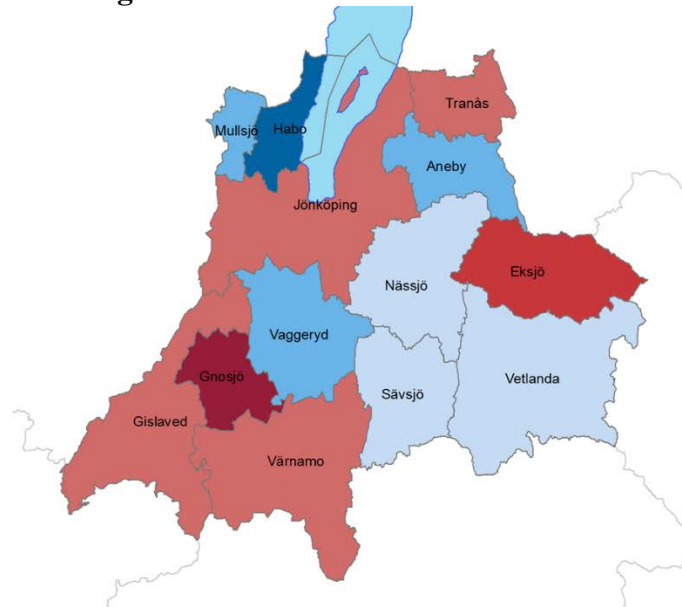 Tranås
Mullsjö
Habo
Aneby
Jönköping
Eksjö
Nässjö
Vaggeryd
Gnosjö
Vetlanda
Sävsjö
Gislaved
Värnamo